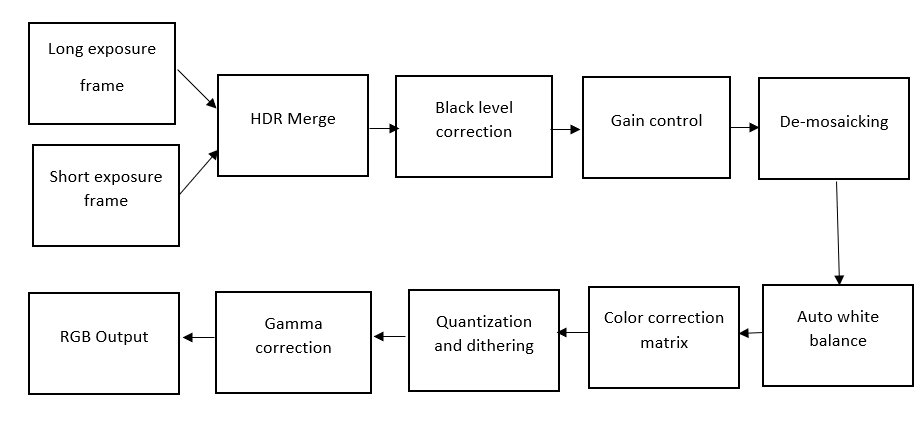 Long exposure
frame
Short exposure
frame
HDR Merge
Black level
correction
Gain control
De-mosaicking
Auto white
balance
Color correction
matrix
Quantization
and dithering
Gamma
correction
RGB Output